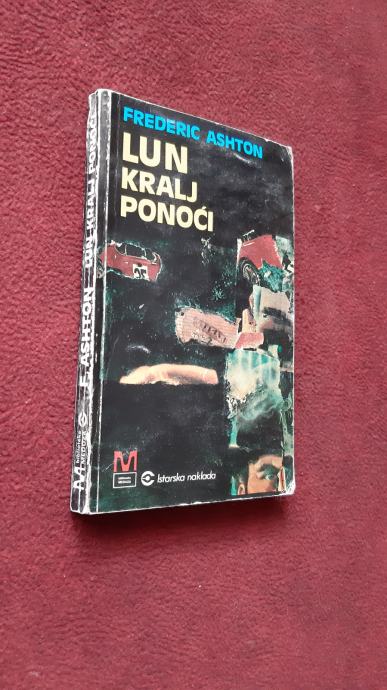 FREDERIC ASHTON
LUN
KRALJ
PONOĆI
M
Istarska naklada
F. ASHTON - LUN KRALJ PONOĆI
M